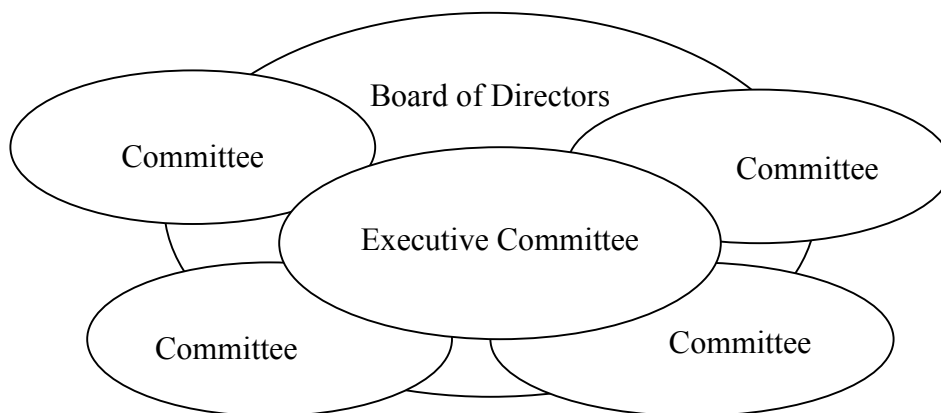 Board of Directors
Committee
Committee
Executive Committee
Committee
Committee